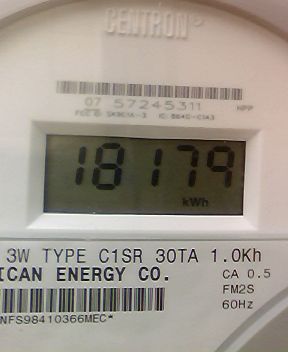 CENTRON®
07 57245311
HPP
18179
kWh
3W TYPE C1SR 30TA 1.0Kh
ICAN ENERGY CO.
CA 0.5
FM2S
60Hz
NFS98410366MEC*